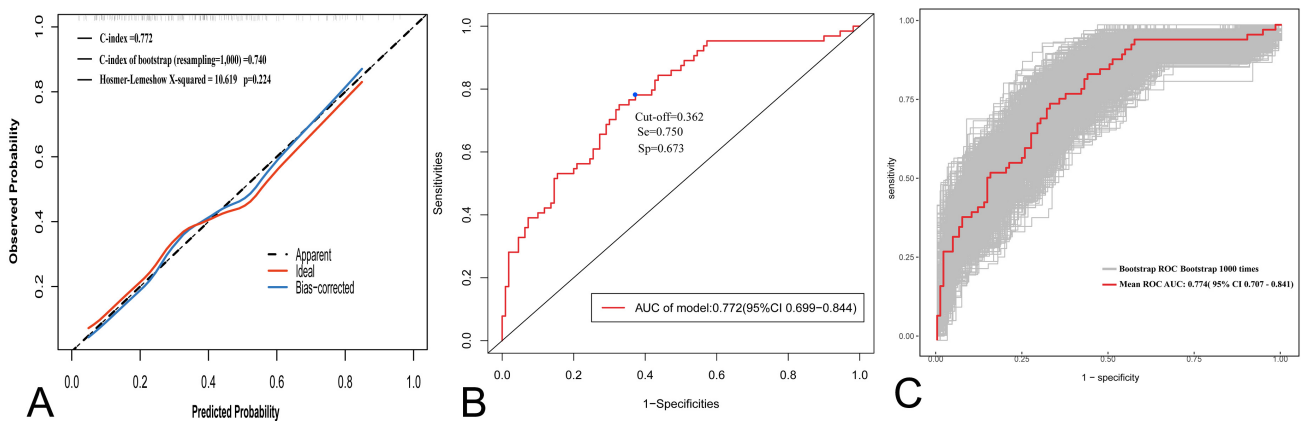 C-index =0.772
C-index of bootstrap (resampling=1,000) =0.740
Hosmer-Lemeshow X-squared = 10.619 p=0.224
Observed Probability
1.0
0.8
0.6
0.4
0.2
Apparent
Ideal
Bias-corrected
0.0 0.2 0.4 0.6 0.8 1.0
Predicted Probability
A
Sensitivities
1.0
0.8
0.6
0.4
0.2
0.0
Cut-off=0.362
Se=0.750
Sp=0.673
AUC of model:0.772(95%CI 0.699−0.844)
0.0 0.2 0.4 0.6 0.8 1.0
1−Specificities
B
sensitivity
1.00
0.75
0.50
0.25
0.00
sensitivity
Bootstrap ROC Bootstrap 1000 times
Mean ROC AUC: 0.774( 95% CI 0.707 - 0.841)
0.00 0.25 0.50 0.75 1.00
1 - specificity
C